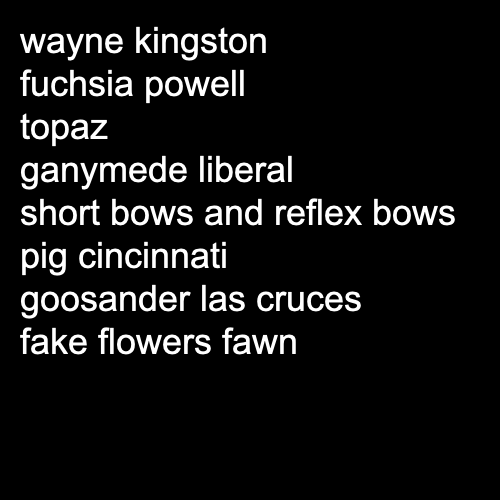 wayne kingston
fuchsia powell
topaz
ganymede liberal
short bows and reflex bows
pig cincinnati
goosander las cruces
fake flowers fawn